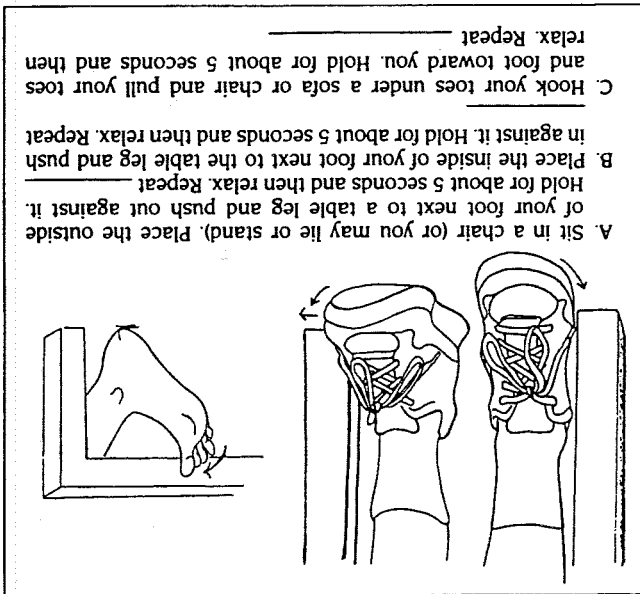 A. Sit in a chair (or you may lie or stand). Place the outside
of your foot next to a table leg and push out against it.
Hold for about 5 seconds and then relax. Repeat ________
B. Place the inside of your foot next to the table leg and push
in against it. Hold for about 5 seconds and then relax. Repeat
________
C. Hook your toes under a sofa or chair and pull your toes
and foot toward you. Hold for about 5 seconds and then
relax. Repeat ________